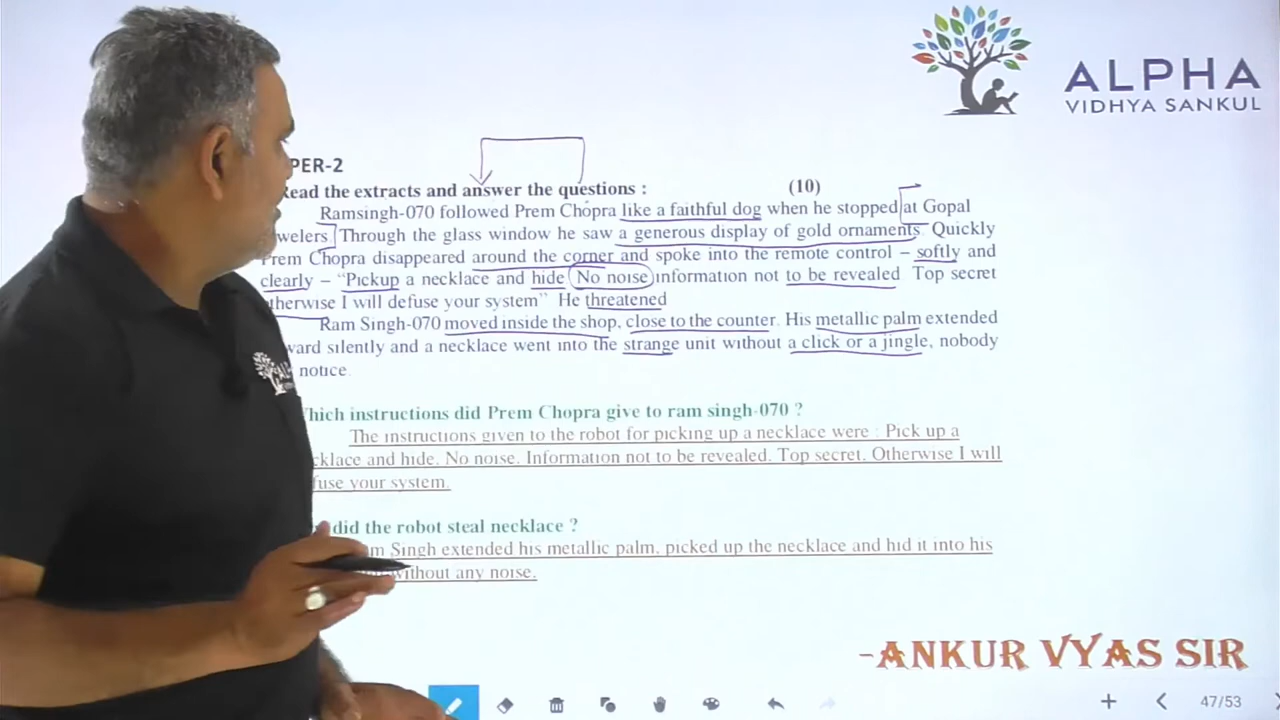 ALPHA
VIDHYA SANKUL
PER-2
Read the extracts and answer the questions : (10)
Ramsingh-070 followed Prem Chopra like a faithful dog when he stopped at Gopal
welers Through the glass window he saw a generous display of gold ornaments. Quickly
Prem Chopra disappeared around the corner and spoke into the remote control – softly and
clearly – "Pickup a necklace and hide No noise information not to be revealed Top secret
otherwise I will defuse your system" He threatened
Ram Singh-070 moved inside the shop, close to the counter. His metallic palm extended
ward silently and a necklace went into the strange unit without a click or a jingle, nobody
notice
hich instructions did Prem Chopra give to ram singh-070 ?
The instructions given to the robot for picking up a necklace were : Pick up a
cklace and hide. No noise. Information not to be revealed. Top secret. Otherwise I will
fuse your system.
did the robot steal necklace ?
am Singh extended his metallic palm, picked up the necklace and hid it into his
without any noise.
-ANKUR VYAS SIR
47/53